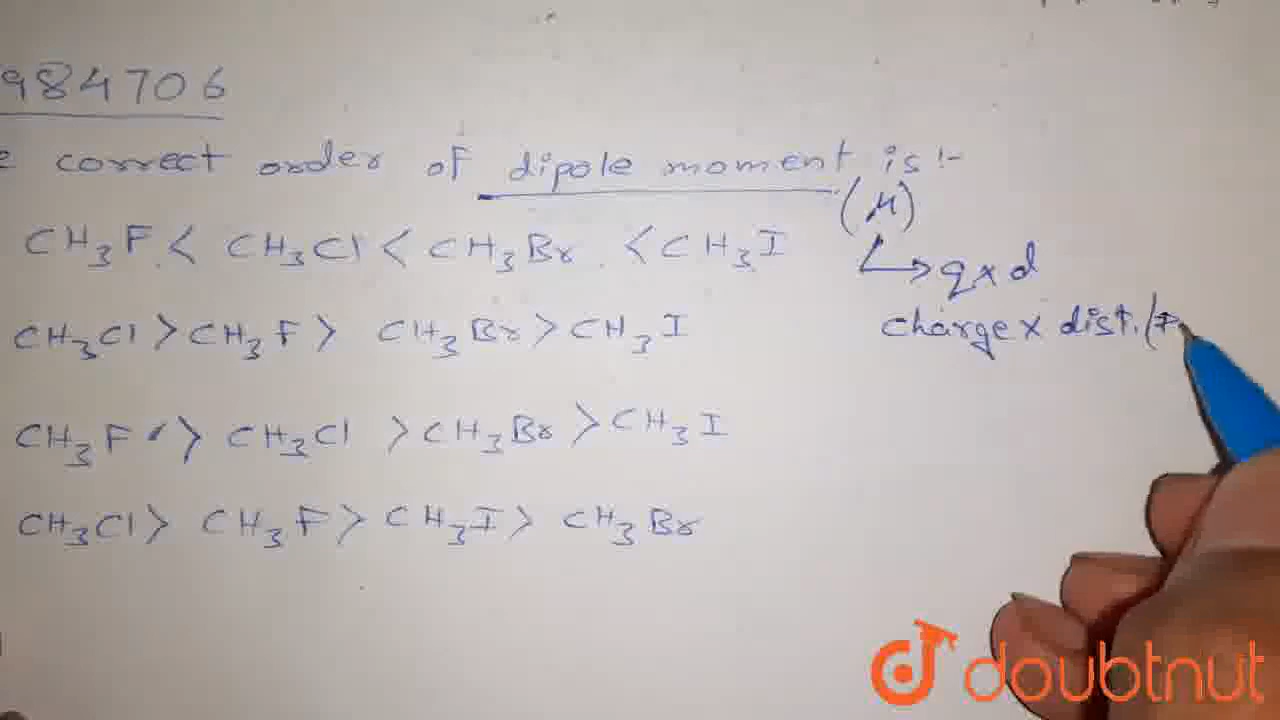 984706
correct order of dipole moment is:-
(μ)
CH3F < CH3Cl < CH3Br < CH3I
→ q x d
CH3Cl > CH3F > CH3Br > CH3I
charge x dist. (
CH3F > CH3Cl > CH3Br > CH3I
CH3Cl > CH3F > CH3I > CH3Br
doubtnut